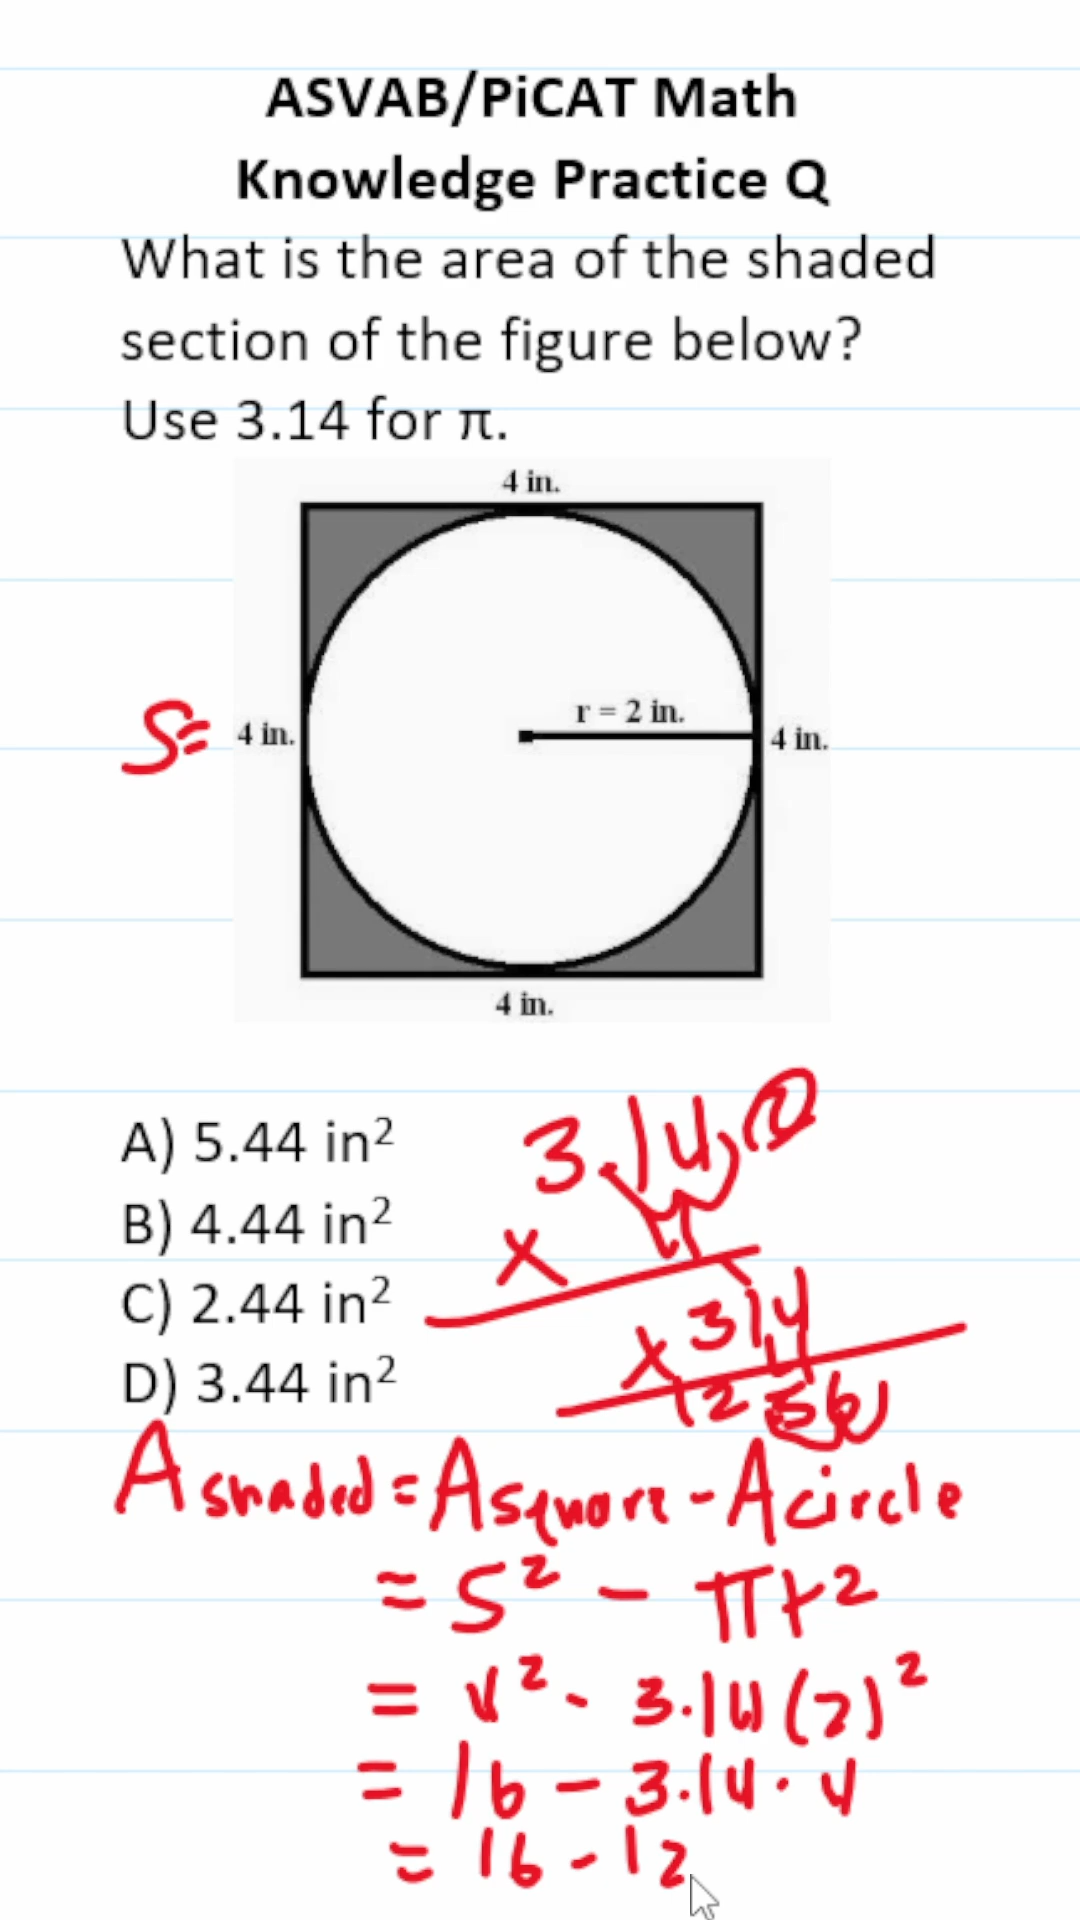 ASVAB/PiCAT Math
Knowledge Practice Q
What is the area of the shaded
section of the figure below?
Use 3.14 for π.
4 in.
r = 2 in.
S= 4 in.
4 in.
4 in.
A) 5.44 in²
B) 4.44 in²
C) 2.44 in²
D) 3.44 in²
3.14
x
x 314
1256
A shaded = A square - A circle
= S² - πr²
= 4² - 3.14(2)²
= 16 - 3.14 · 4
= 16 - 12